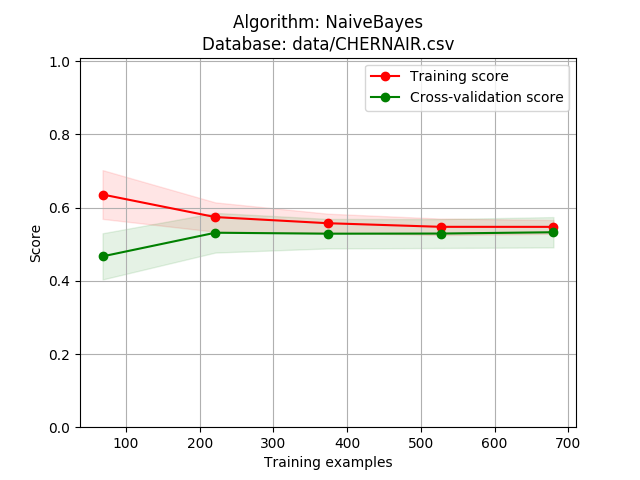 Algorithm: NaiveBayes
Database: data/CHERNAIR.csv
Training score
Cross-validation score
1.0
0.8
0.6
0.4
0.2
0.0
Score
100 200 300 400 500 600 700
Training examples